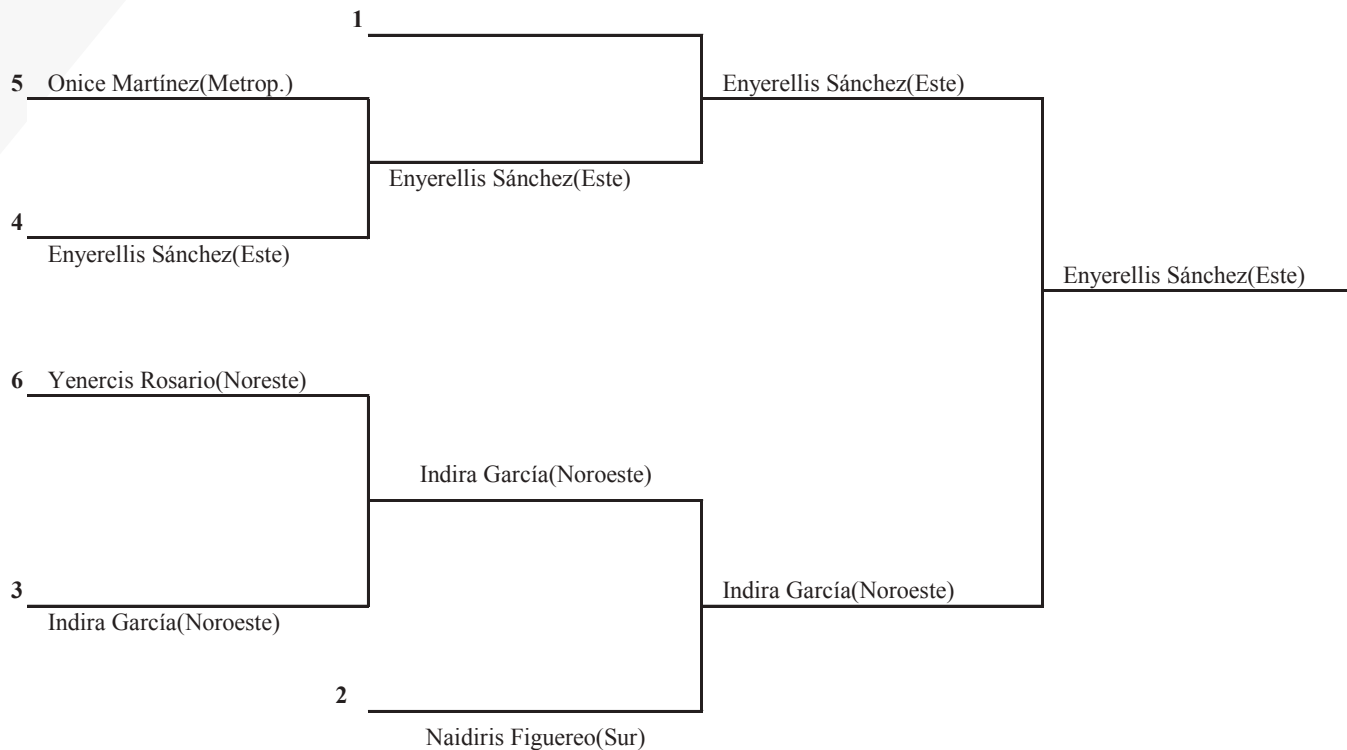 1
5 Onice Martínez(Metrop.)
Enyerellis Sánchez(Este)
Enyerellis Sánchez(Este)
4
Enyerellis Sánchez(Este)
Enyerellis Sánchez(Este)
6 Yenercis Rosario(Noreste)
Indira García(Noroeste)
3
Indira García(Noroeste)
Indira García(Noroeste)
2
Naidiris Figuereo(Sur)